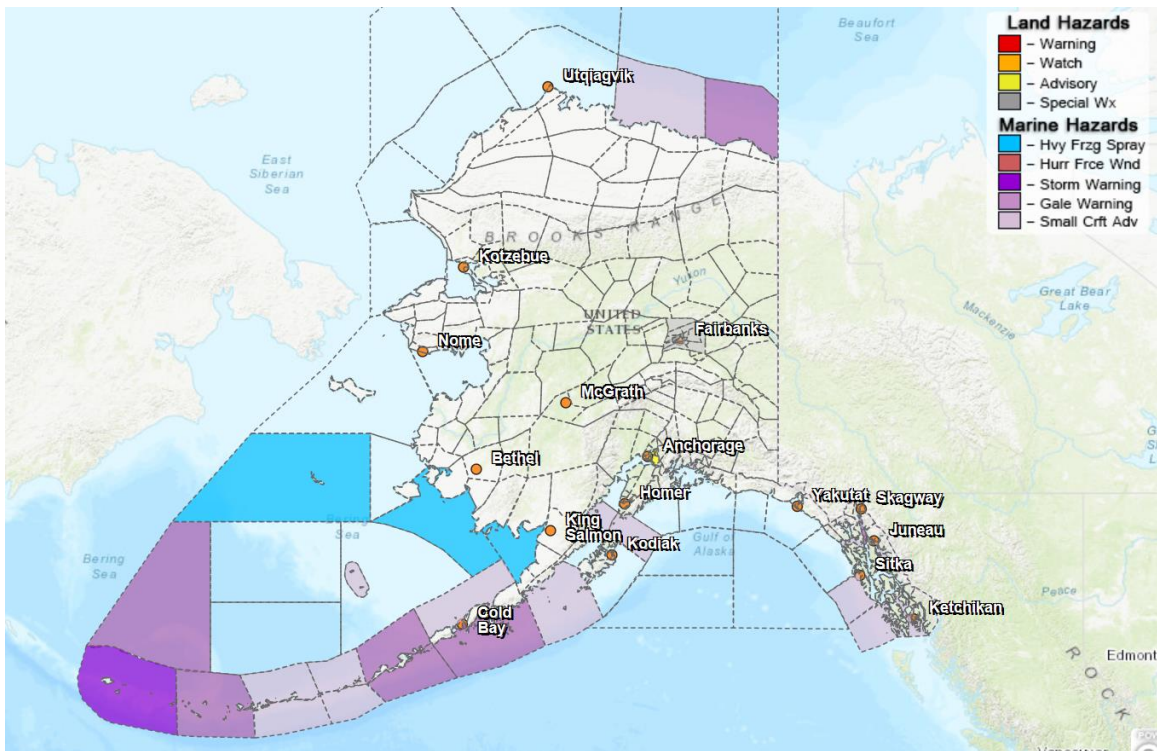 Beaufort
Sea
Land Hazards
– Warning
– Watch
– Advisory
– Special Wx
Marine Hazards
– Hvy Frzg Spray
– Hurr Frce Wnd
– Storm Warning
– Gale Warning
– Small Crft Adv
Utqiagvik
East
Siberian
Sea
BROOKS RANGE
Kotzebue
Yukon
Great Bear
Lake
Mackenzie
UNITED
STATES
Fairbanks
Nome
McGrath
Anchorage
Bethel
Homer
Yakutat
Skagway
King
Salmon
Kodiak
Gulf of
Alaska
Juneau
Sitka
Bering
Sea
Peace
Ketchikan
Cold
Bay
Edmont
ROCK
Vancouver